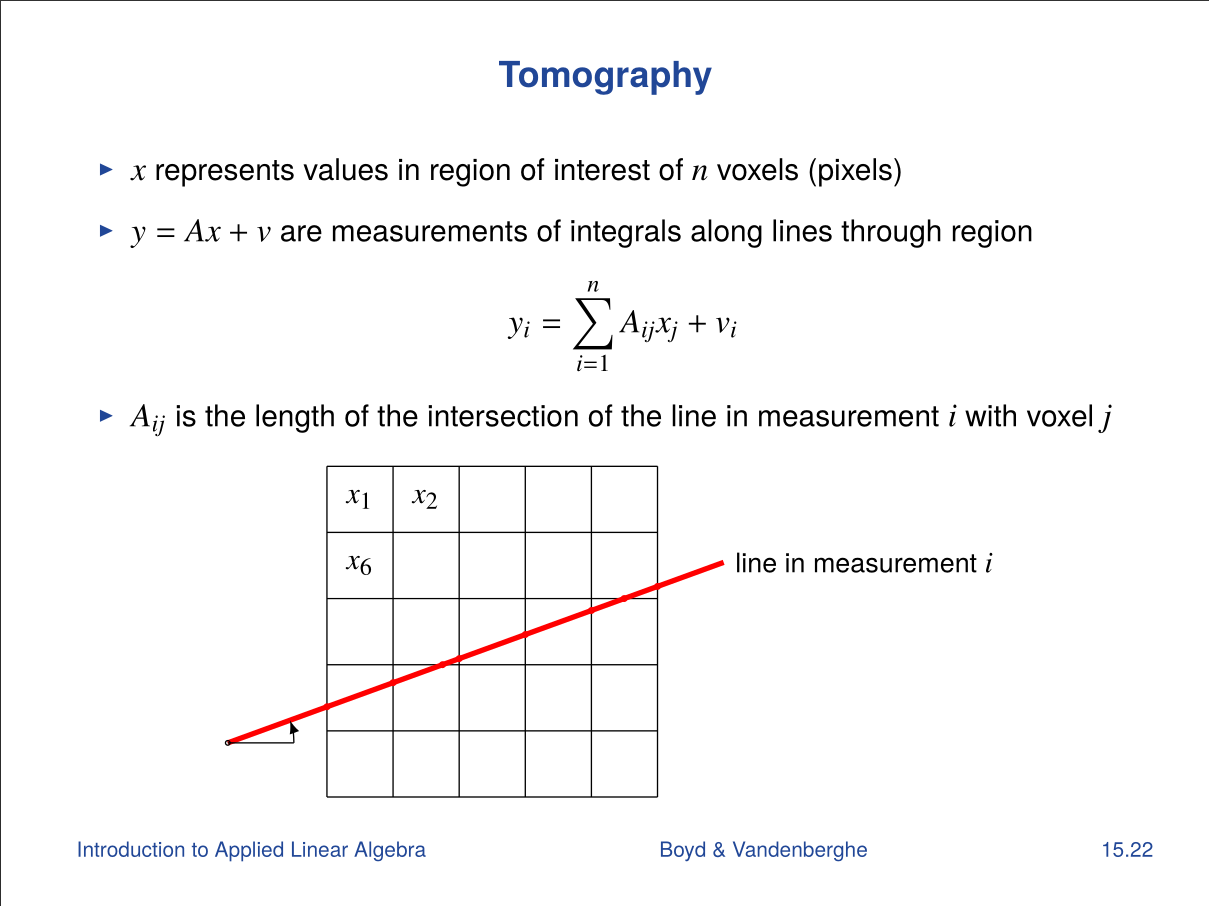 Tomography
▶ x represents values in region of interest of n voxels (pixels)
▶ y = Ax + v are measurements of integrals along lines through region
y_i = \sum_{i=1}^{n} A_{ij}x_j + v_i
▶ A_{ij} is the length of the intersection of the line in measurement i with voxel j
x_1 x_2
x_6
line in measurement i
Introduction to Applied Linear Algebra Boyd & Vandenberghe 15.22